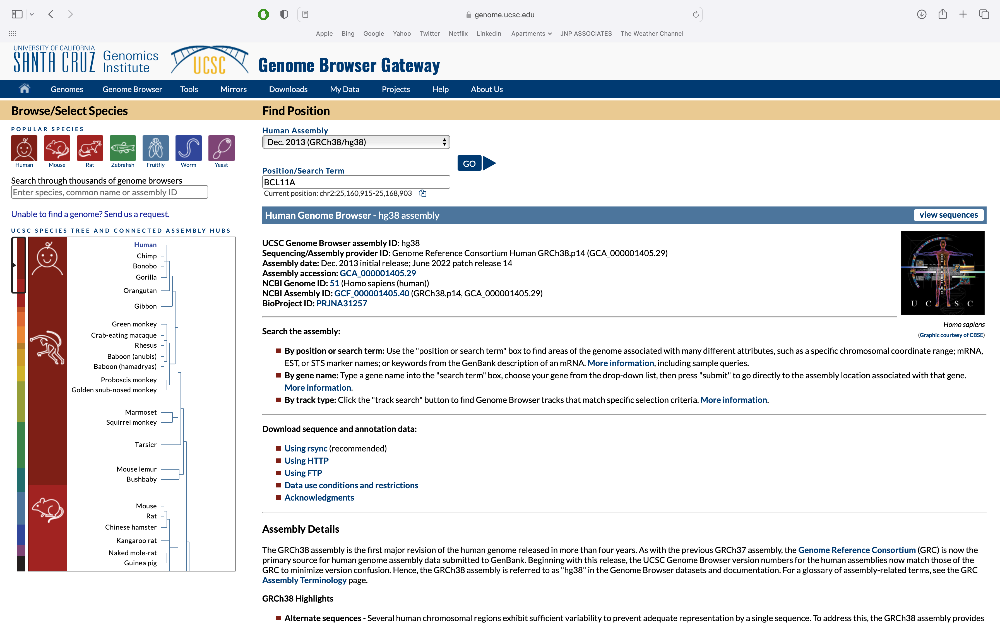 genome.ucsc.edu
Apple Bing Google Yahoo Twitter Netflix LinkedIn Apartments JNP ASSOCIATES The Weather Channel
UNIVERSITY OF CALIFORNIA
SANTA CRUZ
Genomics
Institute
UCSC
Genome Browser Gateway
Genomes Genome Browser Tools Mirrors Downloads My Data Projects Help About Us
Browse/Select Species
POPULAR SPECIES
Human Mouse Rat Zebrafish Fruitfly Worm Yeast
Search through thousands of genome browsers
Enter species, common name or assembly ID
Unable to find a genome? Send us a request.
UCSC SPECIES TREE AND CONNECTED ASSEMBLY HUBS
Human
Chimp
Bonobo
Gorilla
Orangutan
Gibbon
Green monkey
Crab-eating macaque
Rhesus
Baboon (anubis)
Baboon (hamadryas)
Proboscis monkey
Golden snub-nosed monkey
Marmoset
Squirrel monkey
Tarsier
Mouse lemur
Bushbaby
Mouse
Rat
Chinese hamster
Kangaroo rat
Naked mole-rat
Guinea pig
Find Position
Human Assembly
Dec. 2013 (GRCh38/hg38)
GO
Position/Search Term
BCL11A
Current position: chr2:25,160,915-25,168,903
Human Genome Browser - hg38 assembly
view sequences
UCSC Genome Browser assembly ID: hg38
Sequencing/Assembly provider ID: Genome Reference Consortium Human GRCh38.p14 (GCA_000001405.29)
Assembly date: Dec. 2013 initial release; June 2022 patch release 14
Assembly accession: GCA_000001405.29
NCBI Genome ID: 51 (Homo sapiens (human))
NCBI Assembly ID: GCF_000001405.40 (GRCh38.p14, GCA_000001405.29)
BioProject ID: PRJNA31257
U C S C
Homo sapiens
(Graphic courtesy of CBSE)
Search the assembly:
By position or search term: Use the "position or search term" box to find areas of the genome associated with many different attributes, such as a specific chromosomal coordinate range; mRNA,
EST, or STS marker names; or keywords from the GenBank description of an mRNA. More information, including sample queries.
By gene name: Type a gene name into the "search term" box, choose your gene from the drop-down list, then press "submit" to go directly to the assembly location associated with that gene.
More information.
By track type: Click the "track search" button to find Genome Browser tracks that match specific selection criteria. More information.
Download sequence and annotation data:
Using rsync (recommended)
Using HTTP
Using FTP
Data use conditions and restrictions
Acknowledgments
Assembly Details
The GRCh38 assembly is the first major revision of the human genome released in more than four years. As with the previous GRCh37 assembly, the Genome Reference Consortium (GRC) is now the
primary source for human genome assembly data submitted to GenBank. Beginning with this release, the UCSC Genome Browser version numbers for the human assemblies now match those of the
GRC to minimize version confusion. Hence, the GRCh38 assembly is referred to as "hg38" in the Genome Browser datasets and documentation. For a glossary of assembly-related terms, see the GRC
Assembly Terminology page.
GRCh38 Highlights
Alternate sequences - Several human chromosomal regions exhibit sufficient variability to prevent adequate representation by a single sequence. To address this, the GRCh38 assembly provides